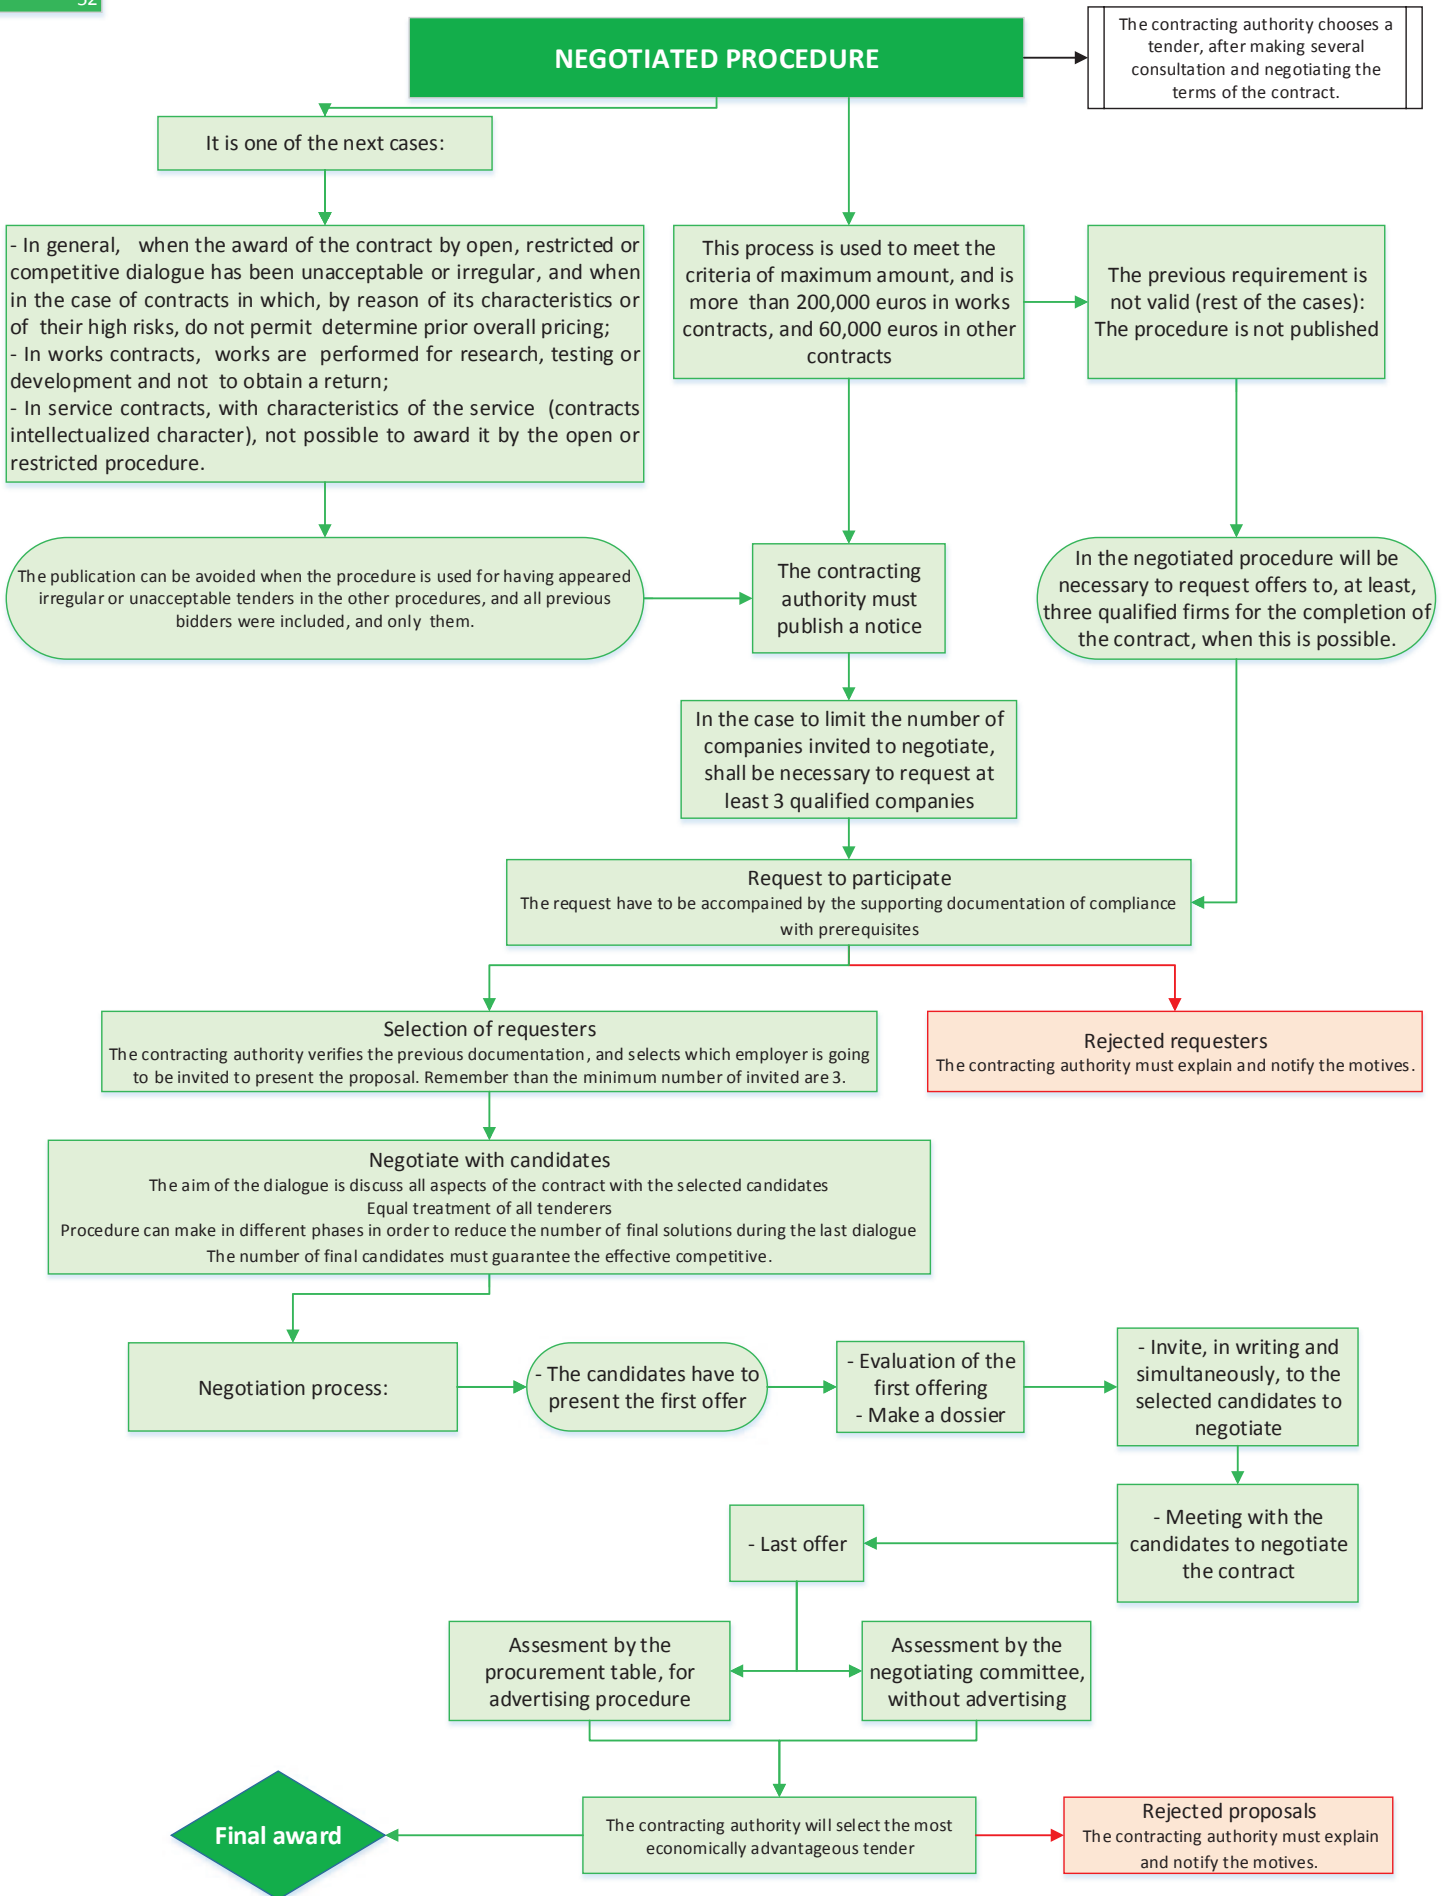 32
NEGOTIATED PROCEDURE
The contracting authority chooses a
tender, after making several
consultation and negotiating the
terms of the contract.
It is one of the next cases:
- In general, when the award of the contract by open, restricted or
competitive dialogue has been unacceptable or irregular, and when
in the case of contracts in which, by reason of its characteristics or
of their high risks, do not permit determine prior overall pricing;
- In works contracts, works are performed for research, testing or
development and not to obtain a return;
- In service contracts, with characteristics of the service (contracts
intellectualized character), not possible to award it by the open or
restricted procedure.
This process is used to meet the
criteria of maximum amount, and is
more than 200,000 euros in works
contracts, and 60,000 euros in other
contracts
The previous requirement is
not valid (rest of the cases):
The procedure is not published
The publication can be avoided when the procedure is used for having appeared
irregular or unacceptable tenders in the other procedures, and all previous
bidders were included, and only them.
The contracting
authority must
publish a notice
In the negotiated procedure will be
necessary to request offers to, at least,
three qualified firms for the completion of
the contract, when this is possible.
In the case to limit the number of
companies invited to negotiate,
shall be necessary to request at
least 3 qualified companies
Request to participate
The request have to be accompained by the supporting documentation of compliance
with prerequisites
Selection of requesters
The contracting authority verifies the previous documentation, and selects which employer is going
to be invited to present the proposal. Remember than the minimum number of invited are 3.
Rejected requesters
The contracting authority must explain and notify the motives.
Negotiate with candidates
The aim of the dialogue is discuss all aspects of the contract with the selected candidates
Equal treatment of all tenderers
Procedure can make in different phases in order to reduce the number of final solutions during the last dialogue
The number of final candidates must guarantee the effective competitive.
Negotiation process:
- The candidates have to
present the first offer
- Evaluation of the
first offering
- Make a dossier
- Invite, in writing and
simultaneously, to the
selected candidates to
negotiate
- Meeting with the
candidates to negotiate
the contract
- Last offer
Assesment by the
procurement table, for
advertising procedure
Assessment by the
negotiating committee,
without advertising
The contracting authority will select the most
economically advantageous tender
Final award
Rejected proposals
The contracting authority must explain
and notify the motives.